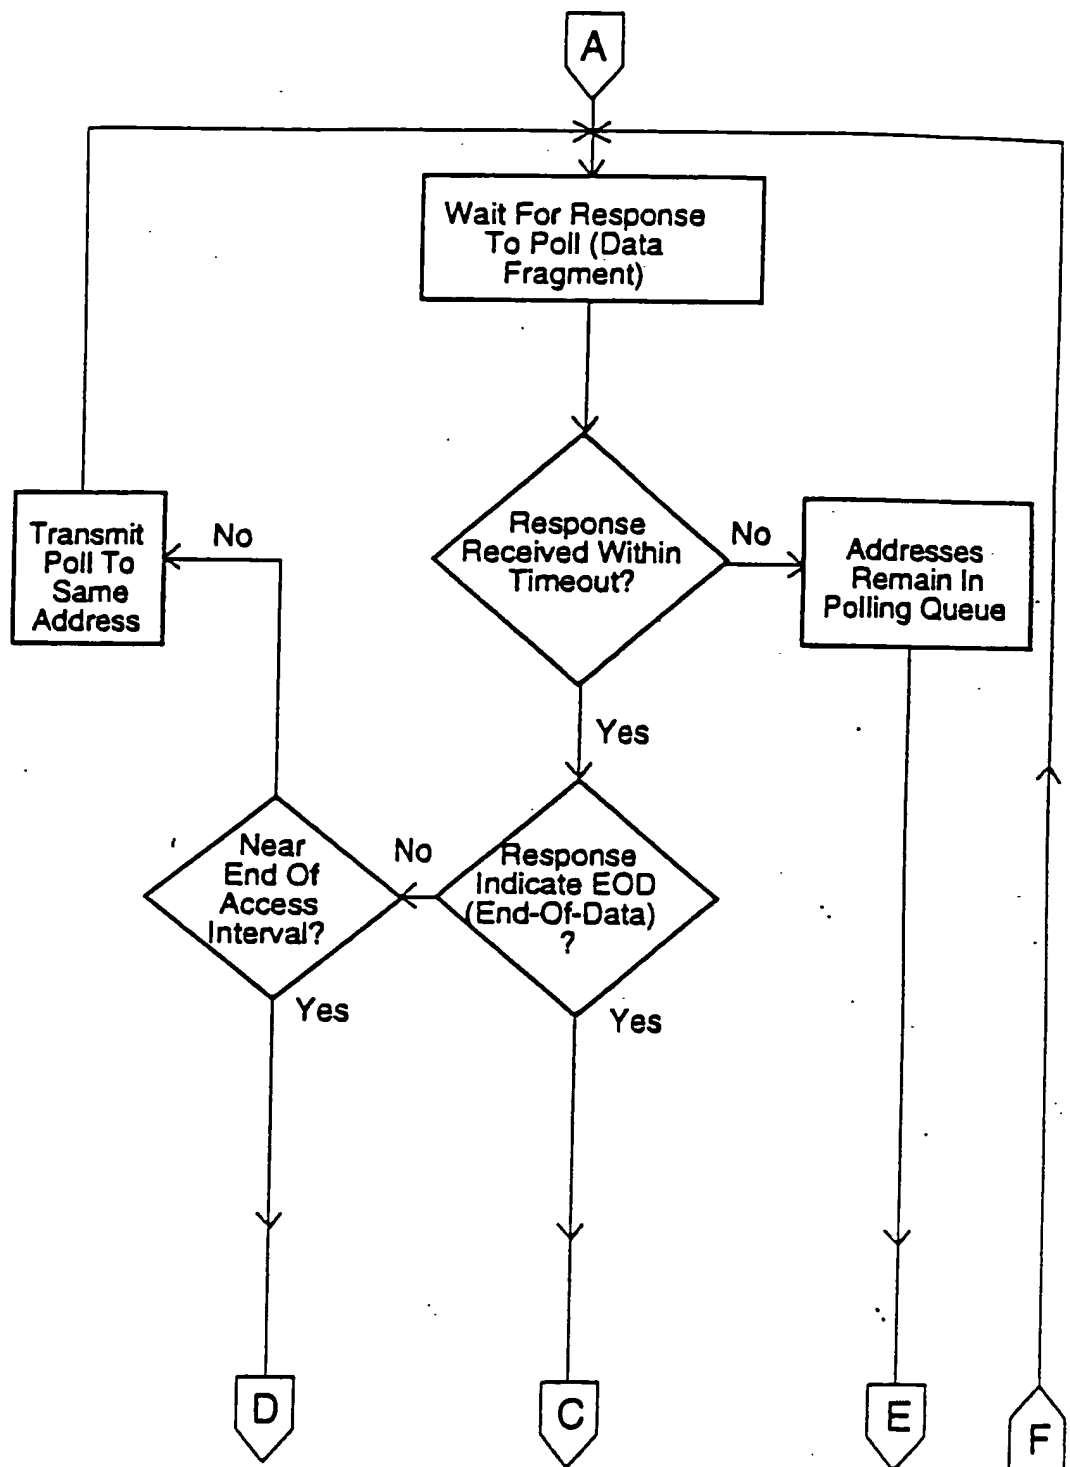 A
Wait For Response
To Poll (Data
Fragment)
Response
Received Within
Timeout?
No
Addresses
Remain In
Polling Queue
No
Transmit
Poll To
Same
Address
Yes
Near
End Of
Access
Interval?
No
Response
Indicate EOD
(End-Of-Data)
?
Yes
Yes
D
C
E
F